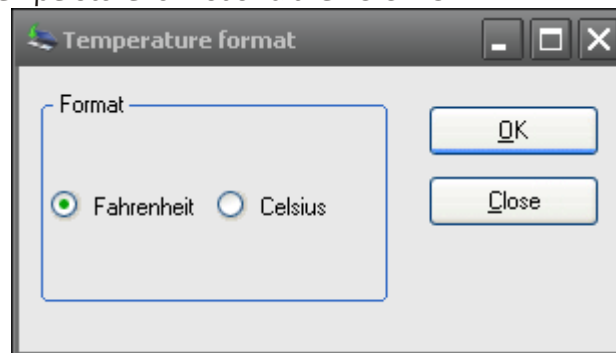 Temperature format
Format
OK
Fahrenheit Celsius
Close